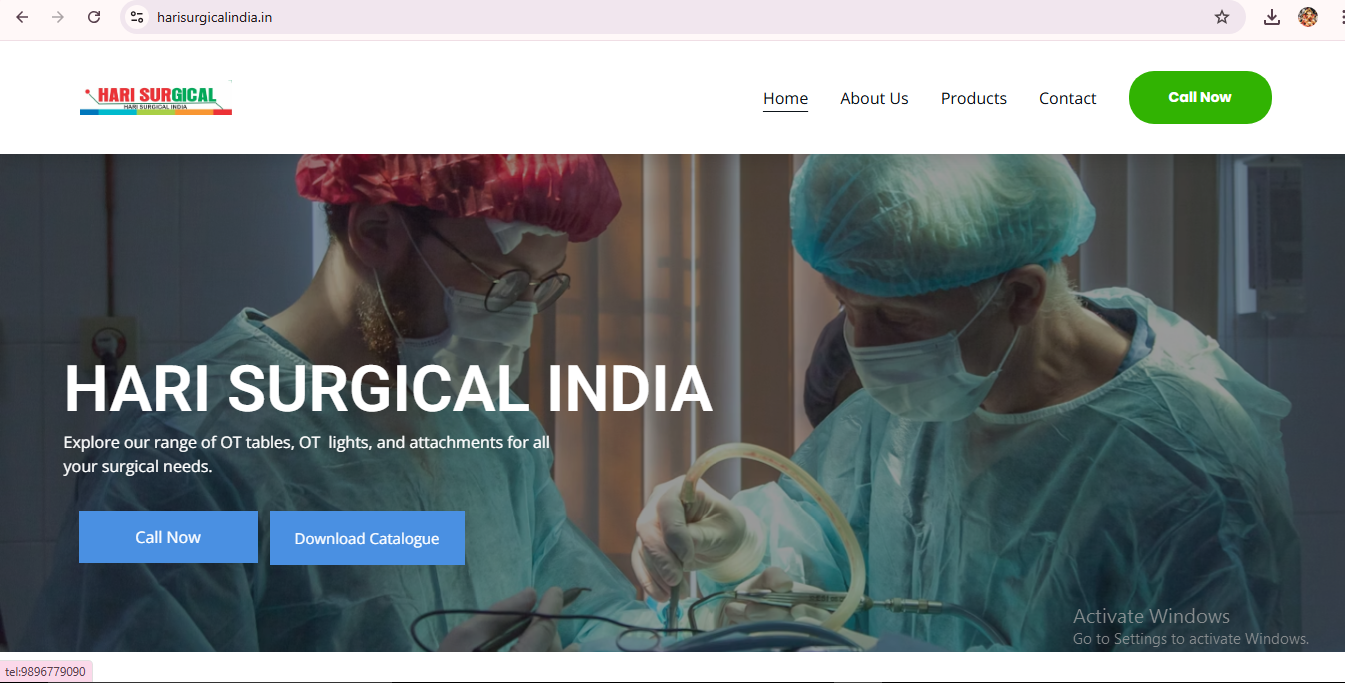 harisurgicalindia.in
HARI SURGICAL
HARI SURGICAL INDIA
Home
About Us
Products
Contact
Call Now
HARI SURGICAL INDIA
Explore our range of OT tables, OT  lights, and attachments for all
your surgical needs.
Call Now
Download Catalogue
Activate Windows
Go to Settings to activate Windows.
tel:9896779090